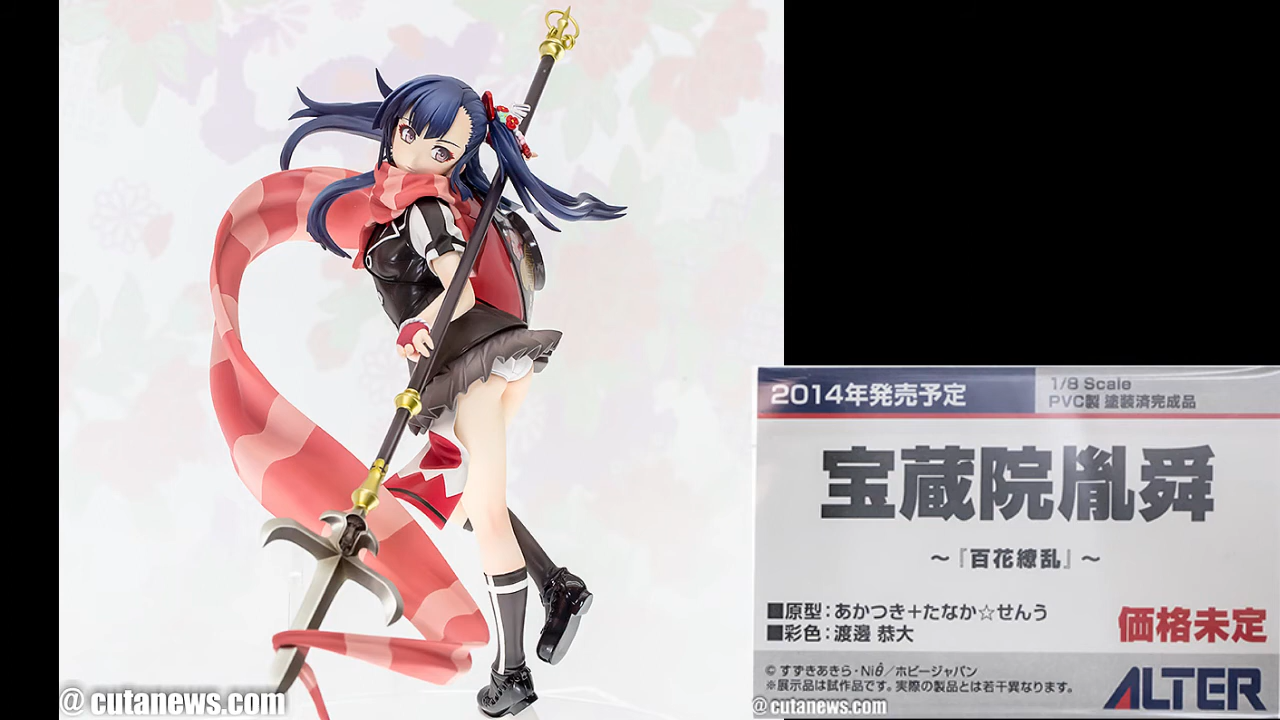 2014年発売予定
1/8 Scale
PVC製 塗装済完成品
宝蔵院胤舜
～『百花繚乱』～
■原型：あかつき＋たなか☆せんう
■彩色：渡邊 恭大
価格未定
© すずきあきら・Niθ／ホビージャパン
※展示品は試作品です。実際の製品とは若干異なります。
ALTER
@ cutanews.com
@ cutanews.com